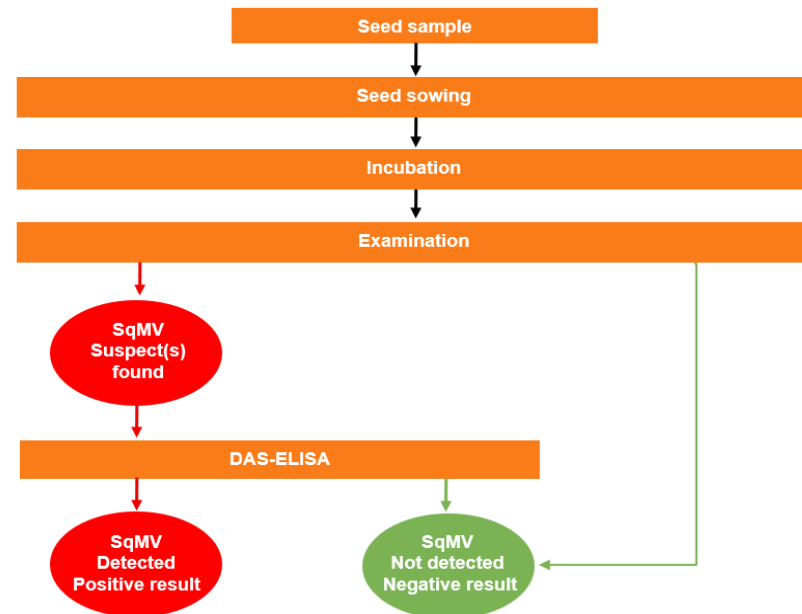 Seed sample
Seed sowing
Incubation
Examination
SqMV
Suspect(s)
found
DAS-ELISA
SqMV
Detected
Positive result
SqMV
Not detected
Negative result